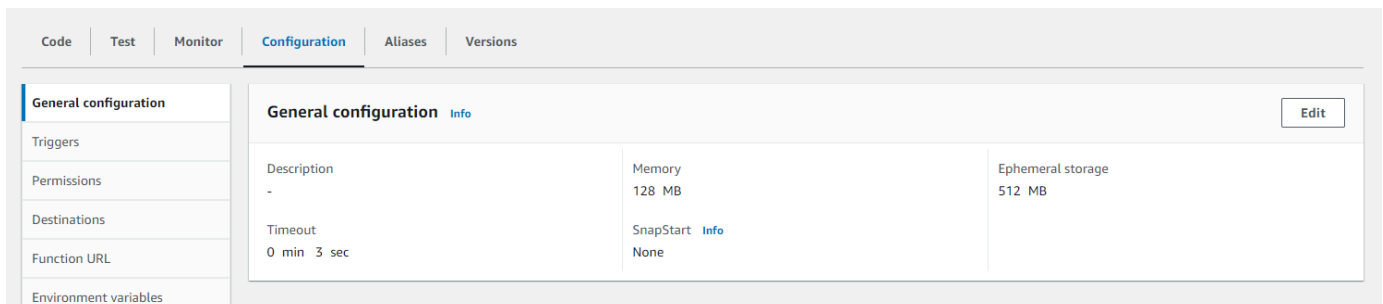 Code Test Monitor Configuration Aliases Versions
General configuration
Triggers
Permissions
Destinations
Function URL
Environment variables
General configuration Info Edit
Description Memory Ephemeral storage
- 128 MB 512 MB
Timeout SnapStart Info
0 min 3 sec None